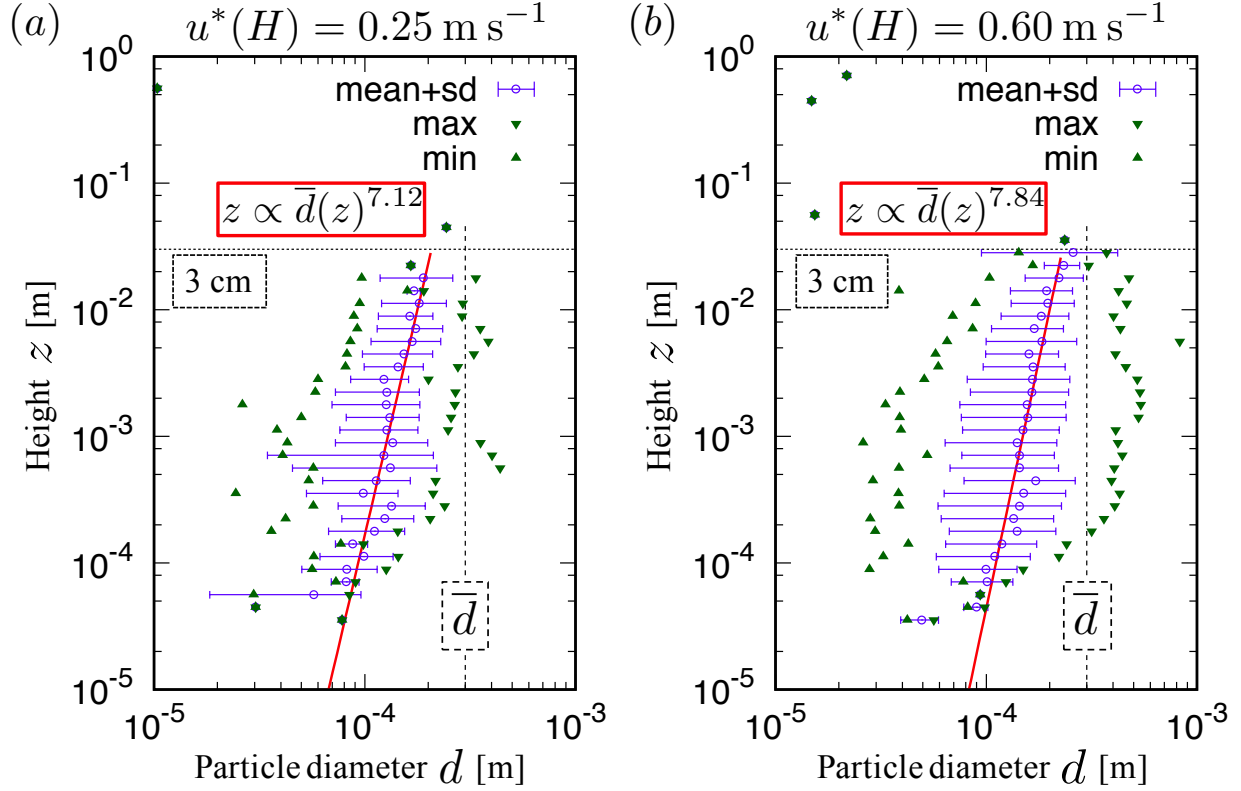 (a) u*(H) = 0.25 m s⁻¹
10⁰
10⁻¹
10⁻²
10⁻³
10⁻⁴
10⁻⁵
Height z [m]
mean+sd
max
min
z ∝ d̅(z)^7.12
3 cm
d̅
10⁻⁵ 10⁻⁴ 10⁻³
Particle diameter d [m]
(b) u*(H) = 0.60 m s⁻¹
10⁰
10⁻¹
10⁻²
10⁻³
10⁻⁴
10⁻⁵
Height z [m]
mean+sd
max
min
z ∝ d̅(z)^7.84
3 cm
d̅
10⁻⁵ 10⁻⁴ 10⁻³
Particle diameter d [m]